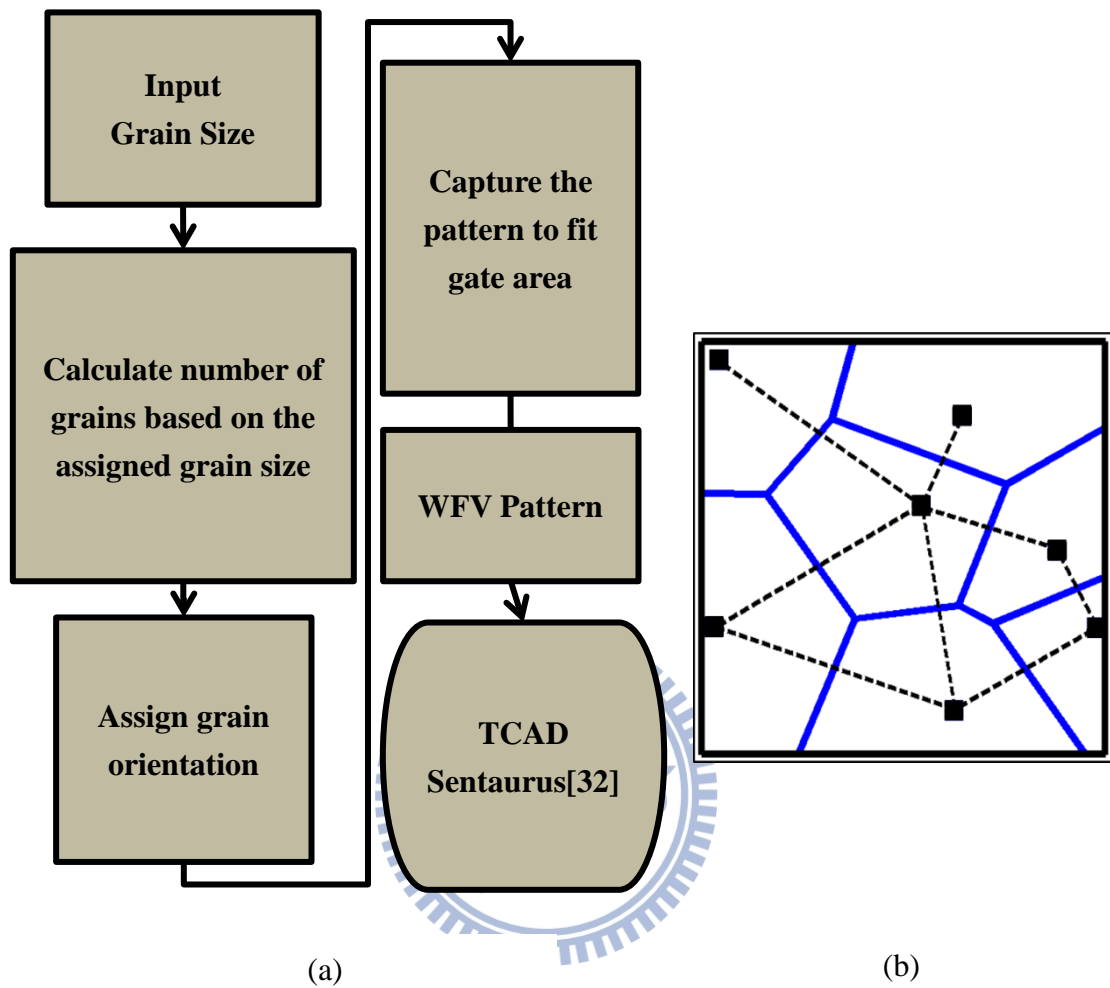 Input
Grain Size
Calculate number of
grains based on the
assigned grain size
Assign grain
orientation
Capture the
pattern to fit
gate area
WFV Pattern
TCAD
Sentaurus[32]
(a)
(b)